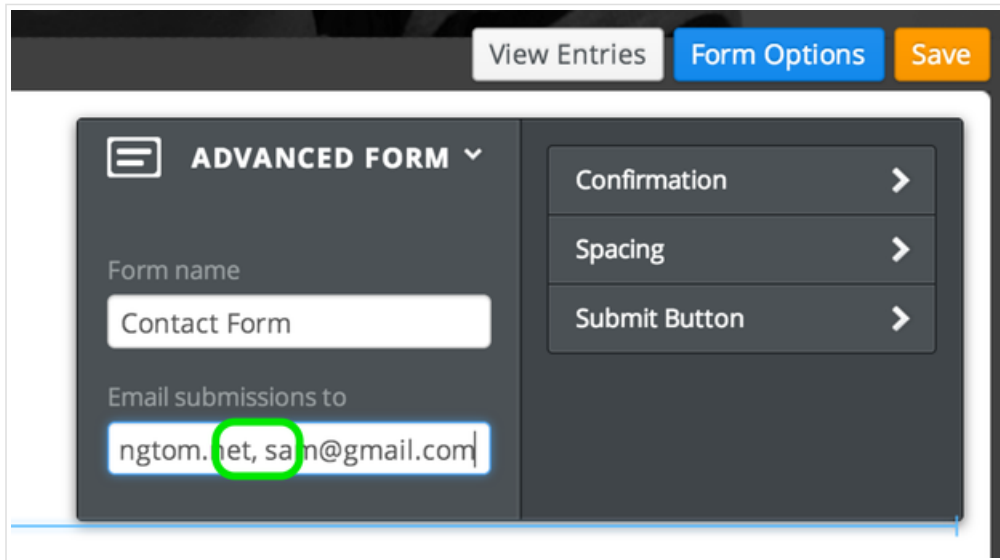 View Entries Form Options Save
ADVANCED FORM
Form name
Contact Form
Email submissions to
ngtom.net, sam@gmail.com
Confirmation
Spacing
Submit Button